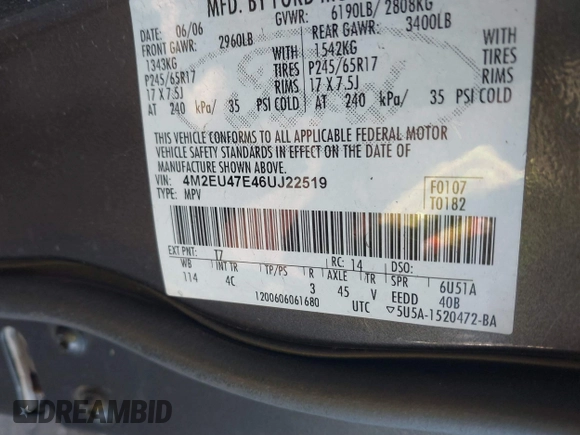 MFD. BY FORD
DATE: 06/06 GVWR: 6190LB/ 2808KG
FRONT GAWR: 2960LB REAR GAWR: 3400LB
1343KG WITH 1542KG WITH
P245/65R17 TIRES P245/65R17 TIRES
17 X 7.5J RIMS 17 X 7.5J RIMS
AT 240 kPa/ 35 PSI COLD AT 240 kPa/ 35 PSI COLD
THIS VEHICLE CONFORMS TO ALL APPLICABLE FEDERAL MOTOR
VEHICLE SAFETY STANDARDS IN EFFECT ON THE DATE OF
MANUFACTURE SHOWN ABOVE.
VIN: 4M2EU47E46UJ22519 F0107
TYPE: MPV T0182
EXT PNT: T7 RC: 14 DSO:
WB INT TR TP/PS R AXLE TR SPR 6U51A
114 4C 3 45 V EEDD 40B
1200606061680 UTC ▽5U5A-1520472-BA
DREAMBID